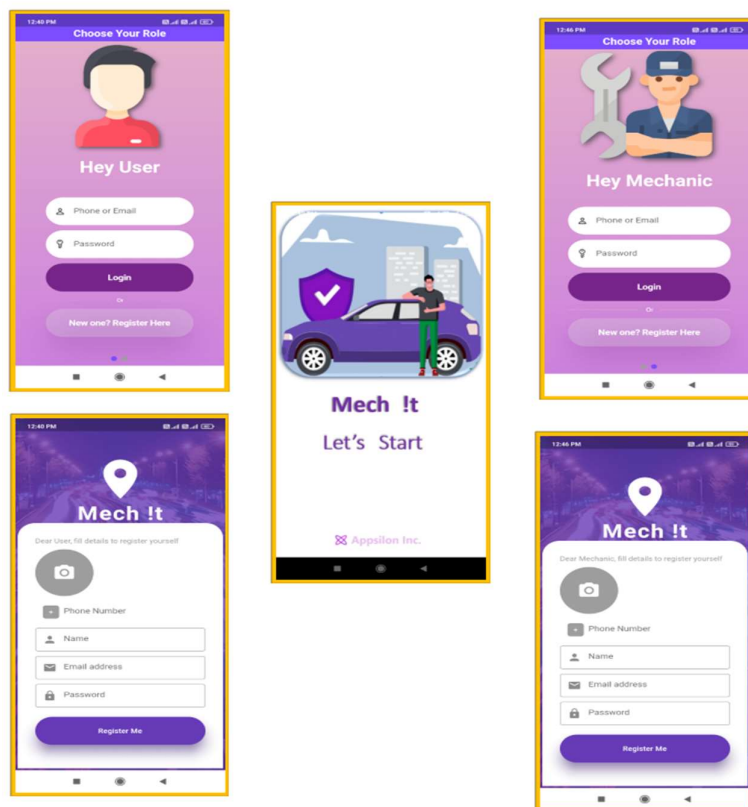 12:40 PM
Choose Your Role
Hey User
Phone or Email
Password
Login
Or
New one? Register Here
12:40 PM
Mech !t
Dear User, fill details to register yourself
Phone Number
Name
Email address
Password
Register Me
Mech !t
Let's Start
Appsilon Inc.
12:46 PM
Choose Your Role
Hey Mechanic
Phone or Email
Password
Login
Or
New one? Register Here
12:46 PM
Mech !t
Dear Mechanic, fill details to register yourself
Phone Number
Name
Email address
Password
Register Me